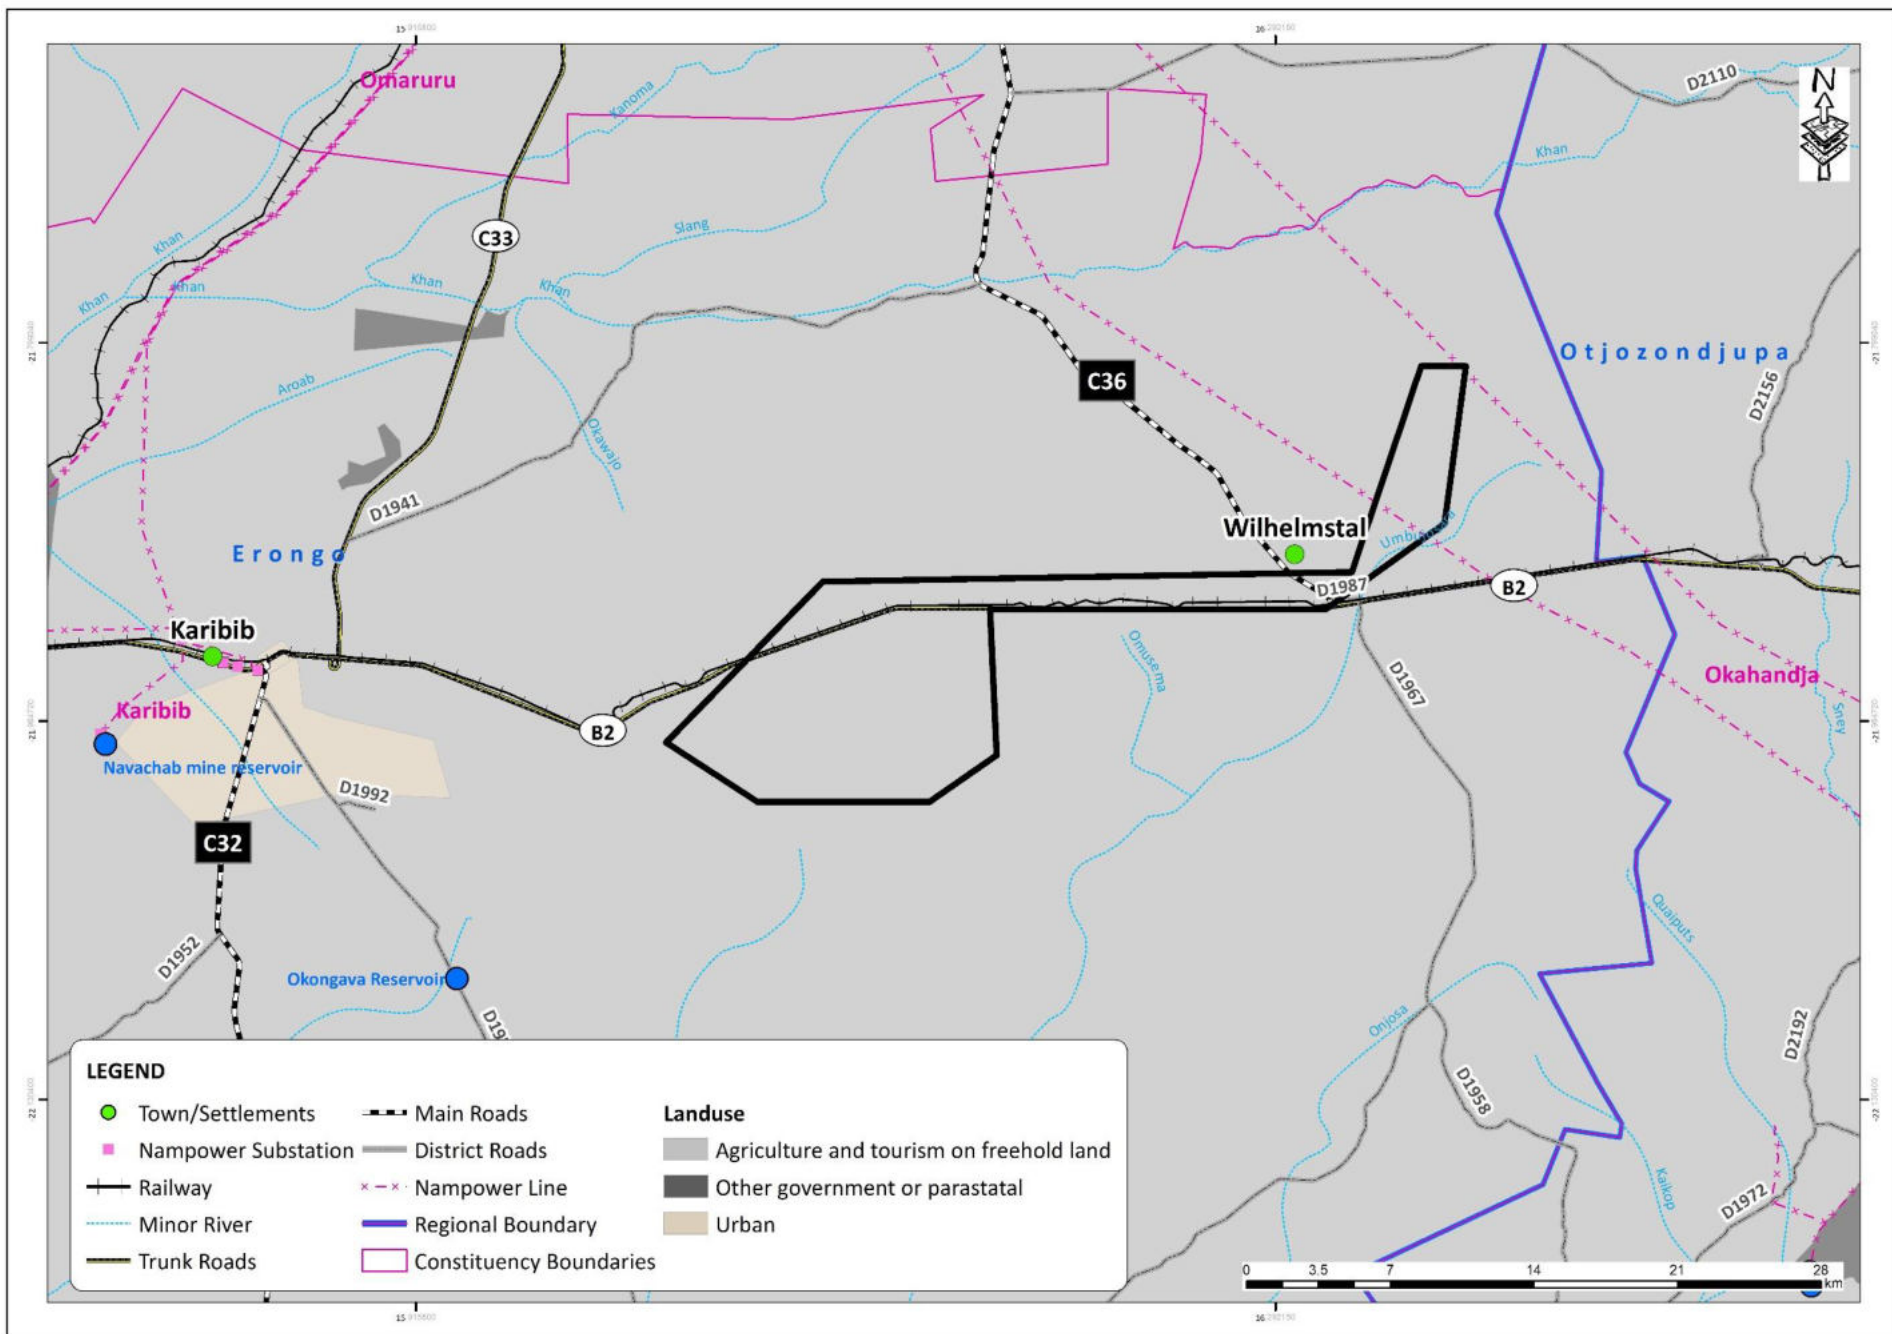 Omaruru
N
D2110
Kanoma
Khan
C33
Slang
Khan
Khan
Khan
Khan
Khan
Otjozondjupa
C36
D2156
Aroab
Okawajo
D1941
Wilhelmstal
Erongo
D1987
B2
Karibib
Omusema
D1967
Okahandja
Karibib
B2
Sney
Navachab mine reservoir
D1992
C32
Quaiputs
D1952
Okongava Reservoir
Onjosa
D2192
D1958
Kaikop
D1972
LEGEND
Town/Settlements
Nampower Substation
Railway
Minor River
Trunk Roads
Main Roads
District Roads
Nampower Line
Regional Boundary
Constituency Boundaries
Landuse
Agriculture and tourism on freehold land
Other government or parastatal
Urban
0 3.5 7 14 21 28
km